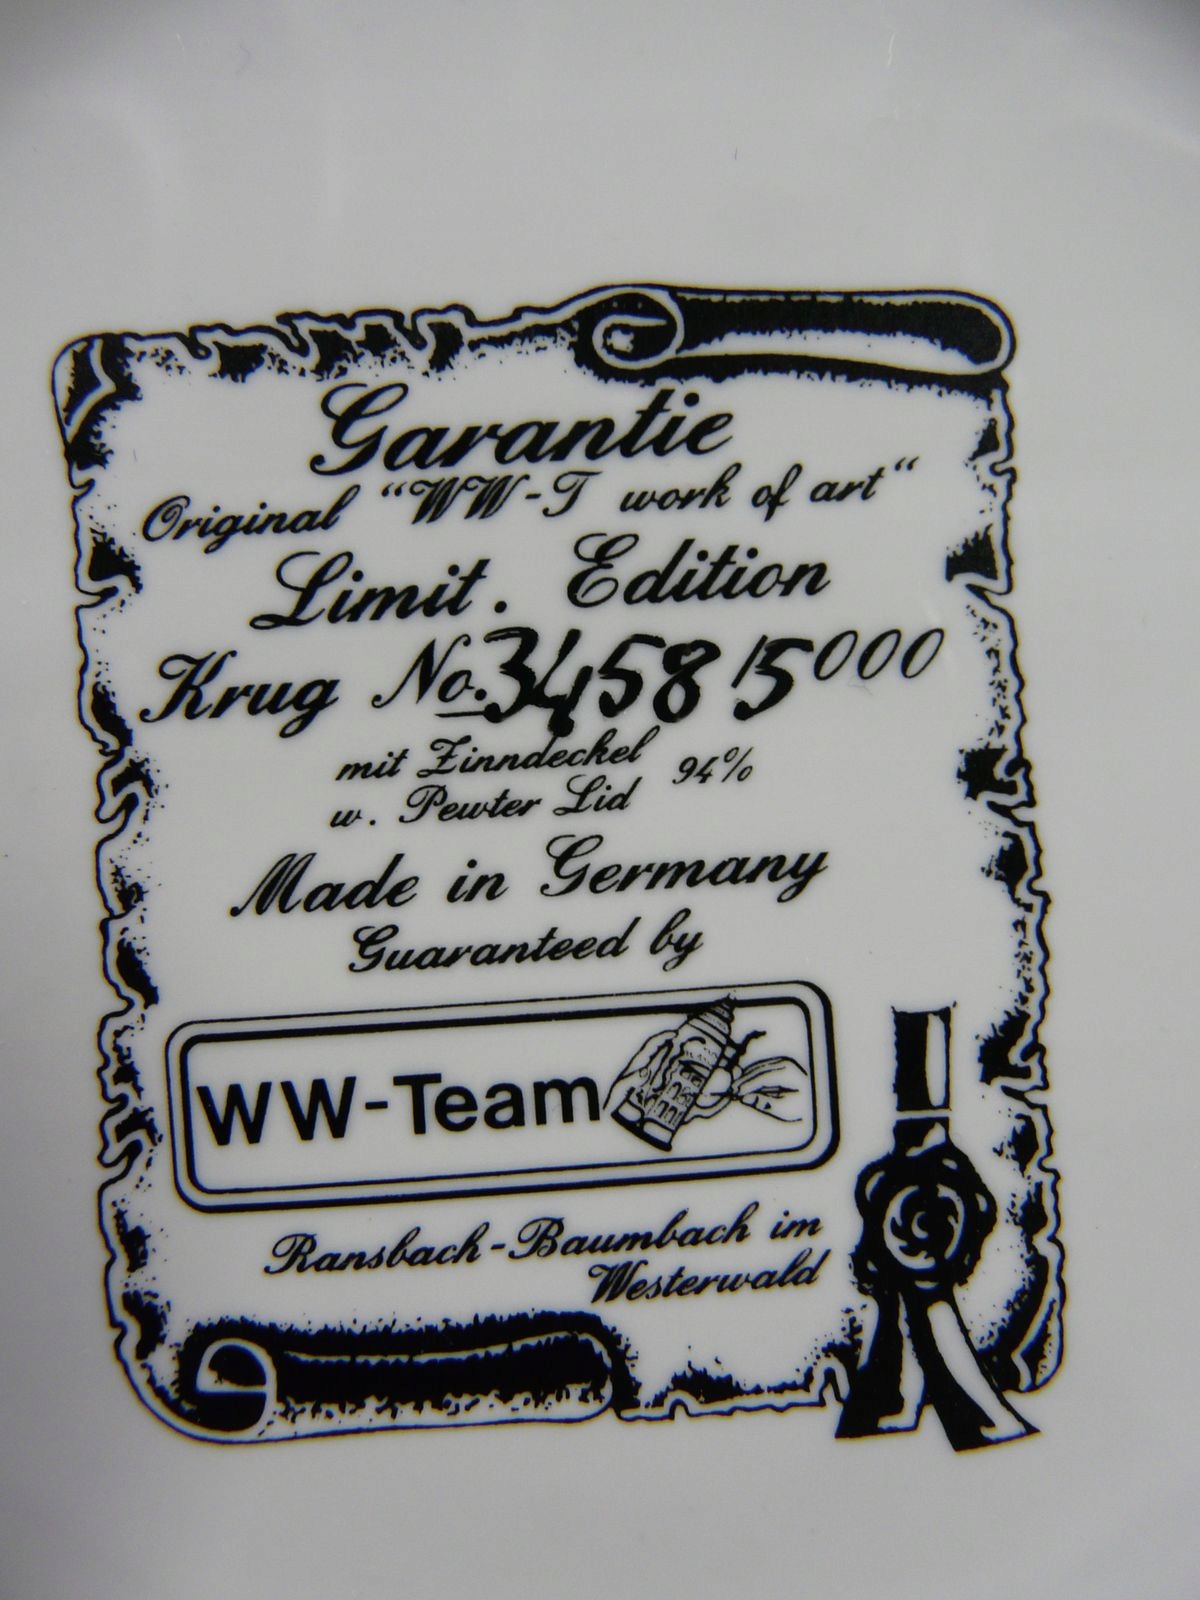 Garantie
Original "WW-T work of art"
Limit. Edition
Krug No. 3458/5000
mit Zinndeckel 94%
w. Pewter Lid
Made in Germany
Guaranteed by
WW-Team
Ransbach-Baumbach im
Westerwald